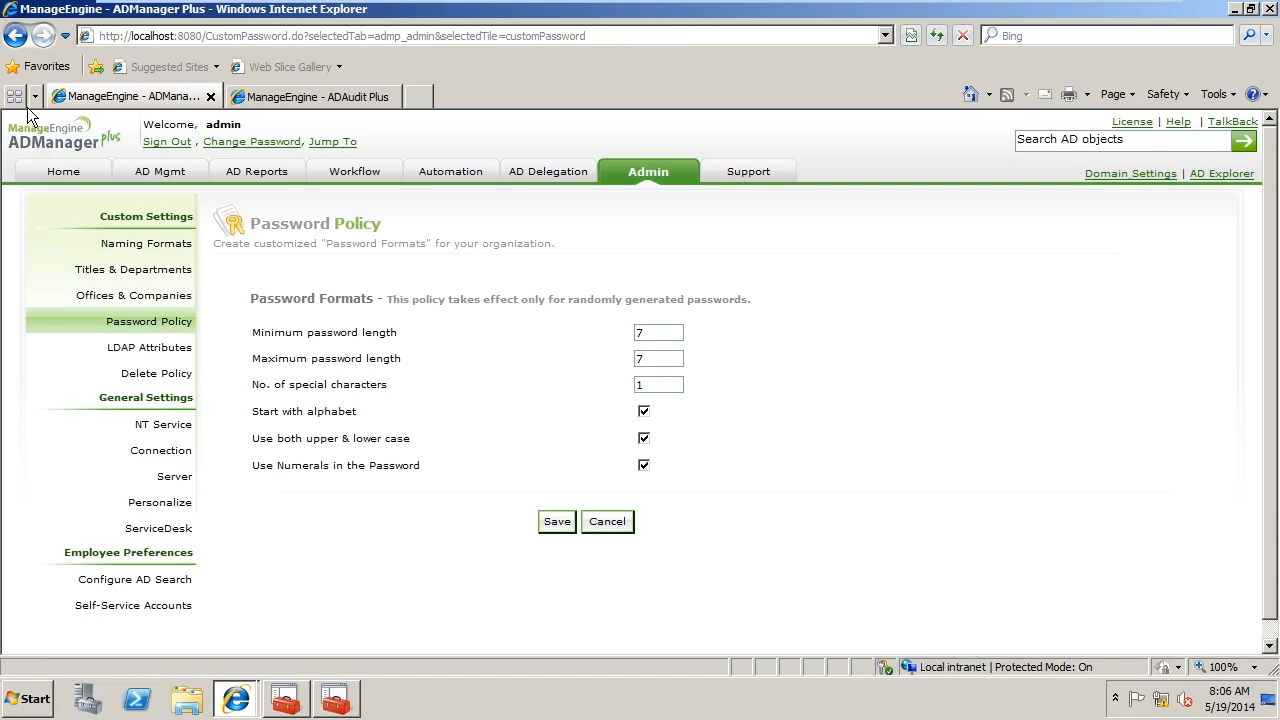 ManageEngine - ADManager Plus - Windows Internet Explorer
http://localhost:8080/CustomPassword.do?selectedTab=admp_admin&selectedTile=customPassword
Bing
Favorites
Suggested Sites
Web Slice Gallery
ManageEngine - ADMana...
ManageEngine - ADAudit Plus
Page
Safety
Tools
ManageEngine
ADManager plus
Welcome, admin
Sign Out , Change Password, Jump To
License | Help | TalkBack
Search AD objects
Home
AD Mgmt
AD Reports
Workflow
Automation
AD Delegation
Admin
Support
Domain Settings | AD Explorer
Custom Settings
Naming Formats
Titles & Departments
Offices & Companies
Password Policy
LDAP Attributes
Delete Policy
General Settings
NT Service
Connection
Server
Personalize
ServiceDesk
Employee Preferences
Configure AD Search
Self-Service Accounts
Password Policy
Create customized "Password Formats" for your organization.
Password Formats - This policy takes effect only for randomly generated passwords.
Minimum password length 7
Maximum password length 7
No. of special characters 1
Start with alphabet
Use both upper & lower case
Use Numerals in the Password
Save
Cancel
Local intranet | Protected Mode: On
100%
Start
8:06 AM
5/19/2014